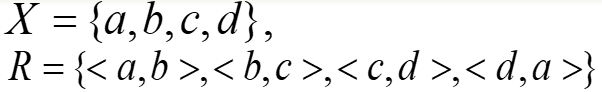 X = {a,b,c,d},
R = {< a,b >,< b,c >,< c,d >,< d,a >}